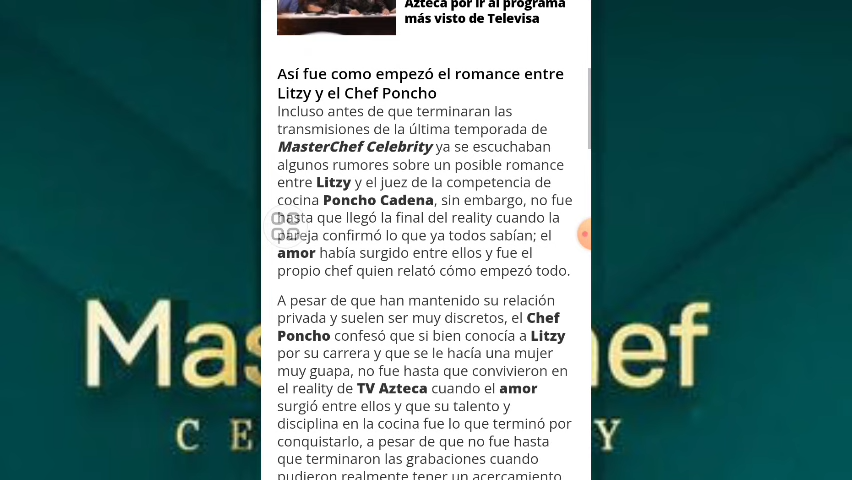 Azteca por ir al programa
más visto de Televisa
Así fue como empezó el romance entre
Litzy y el Chef Poncho
Incluso antes de que terminaran las
transmisiones de la última temporada de
MasterChef Celebrity ya se escuchaban
algunos rumores sobre un posible romance
entre Litzy y el juez de la competencia de
cocina Poncho Cadena, sin embargo, no fue
hasta que llegó la final del reality cuando la
pareja confirmó lo que ya todos sabían; el
amor había surgido entre ellos y fue el
propio chef quien relató cómo empezó todo.
A pesar de que han mantenido su relación
privada y suelen ser muy discretos, el Chef
Poncho confesó que si bien conocía a Litzy
por su carrera y que se le hacía una mujer
muy guapa, no fue hasta que convivieron en
el reality de TV Azteca cuando el amor
surgió entre ellos y que su talento y
disciplina en la cocina fue lo que terminó por
conquistarlo, a pesar de que no fue hasta
que terminaron las grabaciones cuando
pudieron realmente tener un acercamiento
Mas ef
C E Y